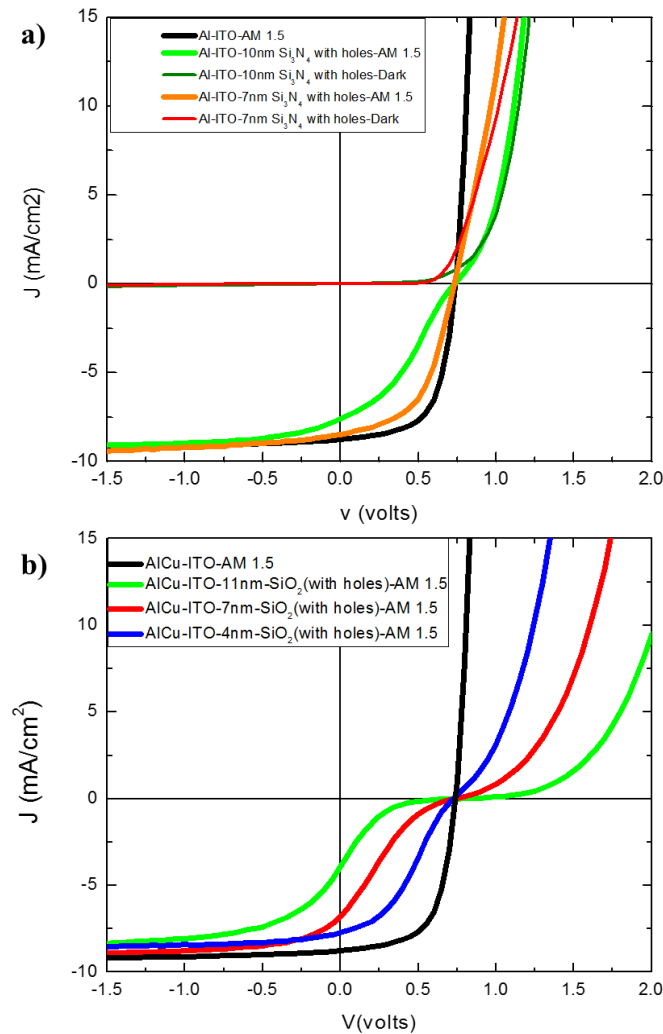 a)
Al-ITO-AM 1.5
Al-ITO-10nm Si₃N₄ with holes-AM 1.5
Al-ITO-10nm Si₃N₄ with holes-Dark
Al-ITO-7nm Si₃N₄ with holes-AM 1.5
Al-ITO-7nm Si₃N₄ with holes-Dark
15
10
5
0
-5
-10
J (mA/cm2)
-1.5 -1.0 -0.5 0.0 0.5 1.0 1.5 2.0
v (volts)
b)
AlCu-ITO-AM 1.5
AlCu-ITO-11nm-SiO₂(with holes)-AM 1.5
AlCu-ITO-7nm-SiO₂(with holes)-AM 1.5
AlCu-ITO-4nm-SiO₂(with holes)-AM 1.5
15
10
5
0
-5
-10
J (mA/cm²)
-1.5 -1.0 -0.5 0.0 0.5 1.0 1.5 2.0
V(volts)